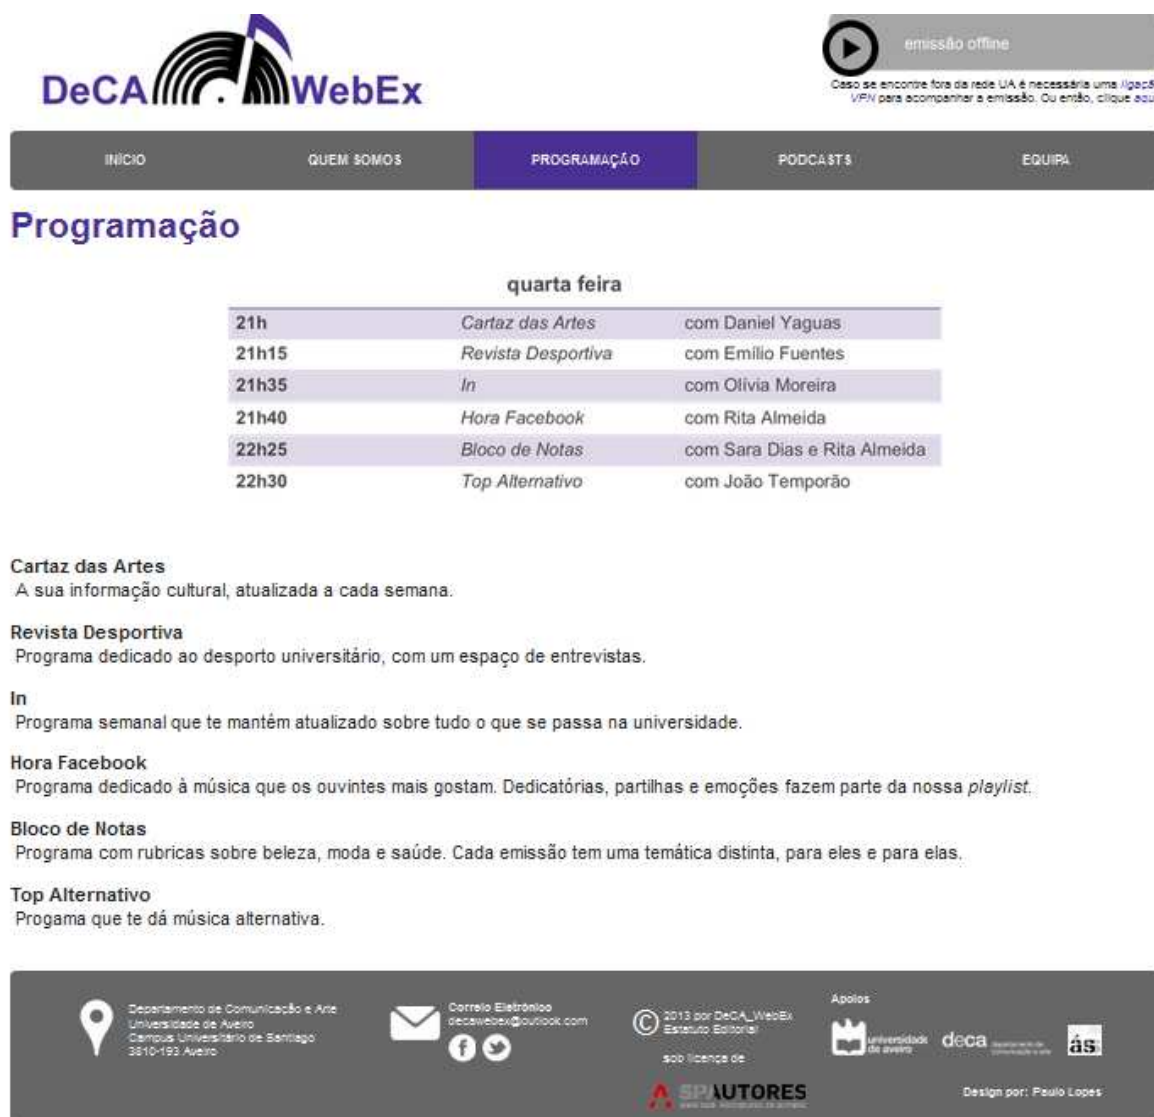 DeCA WebEx
emissão offline
Caso se encontre fora da rede UA é necessária uma ligaçã
VPN para acompanhar a emissão. Ou então, clique aqu
INÍCIO QUEM SOMOS PROGRAMAÇÃO PODCASTS EQUIPA
Programação
quarta feira
21h Cartaz das Artes com Daniel Yaguas
21h15 Revista Desportiva com Emílio Fuentes
21h35 In com Olívia Moreira
21h40 Hora Facebook com Rita Almeida
22h25 Bloco de Notas com Sara Dias e Rita Almeida
22h30 Top Alternativo com João Temporão
Cartaz das Artes
A sua informação cultural, atualizada a cada semana.
Revista Desportiva
Programa dedicado ao desporto universitário, com um espaço de entrevistas.
In
Programa semanal que te mantém atualizado sobre tudo o que se passa na universidade.
Hora Facebook
Programa dedicado à música que os ouvintes mais gostam. Dedicatórias, partilhas e emoções fazem parte da nossa playlist.
Bloco de Notas
Programa com rubricas sobre beleza, moda e saúde. Cada emissão tem uma temática distinta, para eles e para elas.
Top Alternativo
Progama que te dá música alternativa.
Departamento de Comunicação e Arte
Universidade de Aveiro
Campus Universitário de Santiago
3810-193 Aveiro
Correio Eletrónico
decawebex@outlook.com
© 2013 por DeCA_WebEx
Estatuto Editorial
sob licença de
SPAUTORES
Apoios
universidade
de aveiro
deca
ás
Design por: Paulo Lopes